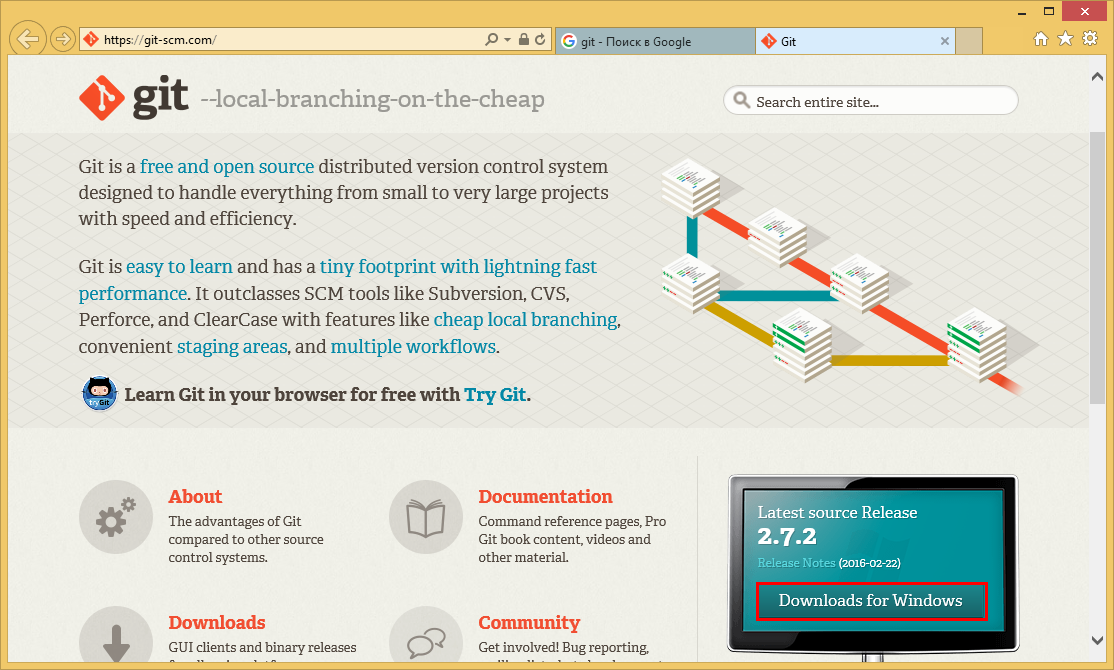 https://git-scm.com/
git - Поиск в Google
Git
git --local-branching-on-the-cheap
Search entire site...
Git is a free and open source distributed version control system
designed to handle everything from small to very large projects
with speed and efficiency.
Git is easy to learn and has a tiny footprint with lightning fast
performance. It outclasses SCM tools like Subversion, CVS,
Perforce, and ClearCase with features like cheap local branching,
convenient staging areas, and multiple workflows.
tryGit
Learn Git in your browser for free with Try Git.
About
The advantages of Git
compared to other source
control systems.
Documentation
Command reference pages, Pro
Git book content, videos and
other material.
Latest source Release
2.7.2
Release Notes (2016-02-22)
Downloads for Windows
Downloads
GUI clients and binary releases
Community
Get involved! Bug reporting,